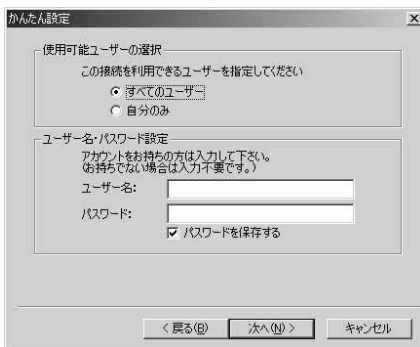 かんたん設定
使用可能ユーザーの選択
この接続を利用できるユーザーを指定してください
すべてのユーザー
自分のみ
ユーザー名・パスワード設定
アカウントをお持ちの方は入力して下さい。
(お持ちでない場合は入力不要です。)
ユーザー名:
パスワード:
パスワードを保存する
< 戻る(B) 次へ(N) > キャンセル